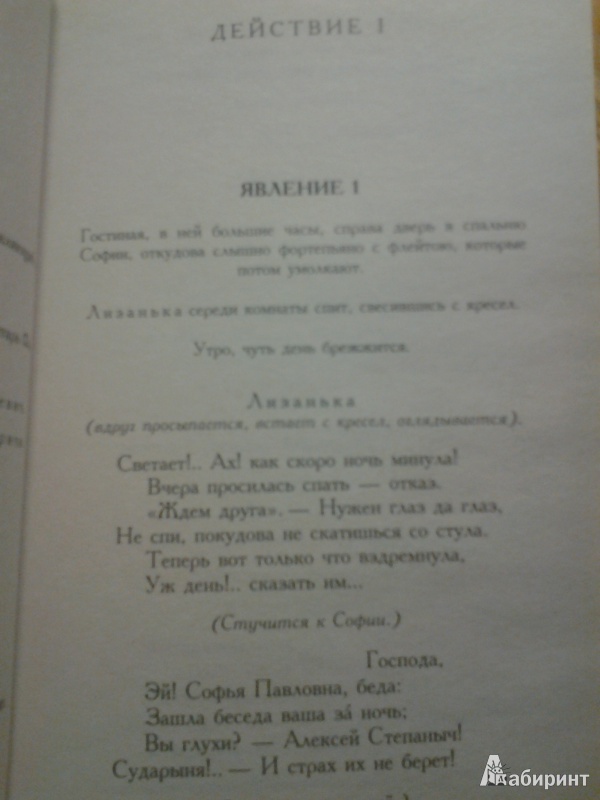 ДЕЙСТВИЕ I
ЯВЛЕНИЕ 1
Гостиная, в ней большие часы, справа дверь в спальню
Софии, откудова слышно фортепьяно с флейтою, которые
потом умолкают.
Лизанька середи комнаты спит, свесившись с кресел.
Утро, чуть день брежжится.
Лизанька
(вдруг просыпается, встает с кресел, оглядывается).
Светает!.. Ах! как скоро ночь минула!
Вчера просилась спать — отказ.
«Ждем друга». — Нужен глаз да глаз,
Не спи, покудова не скатишься со стула.
Теперь вот только что вздремнула,
Уж день!.. сказать им...
(Стучится к Софии.)
Господа,
Эй! Софья Павловна, беда:
Зашла беседа ваша за́ ночь;
Вы глухи? — Алексей Степаныч!
Сударыня!.. — И страх их не берет!
Лабиринт